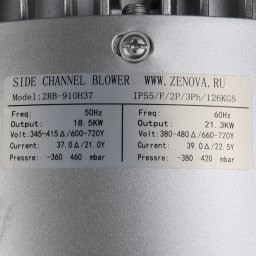 SIDE CHANNEL BLOWER WWW.ZENOVA.RU
Model:2RB-910H37 IP55/F/2P/3Ph/126KGS
Freq: 50Hz
Output: 18.5KW
Volt:345-415Δ/600-720Y
Current: 37.0Δ/21.0Y
Pressre: -360 460 mbar
Freq: 60Hz
Output: 21.3KW
Volt:380-480Δ/660-720Y
Current: 39.0Δ/22.5Y
Pressre: -380 420 mbar